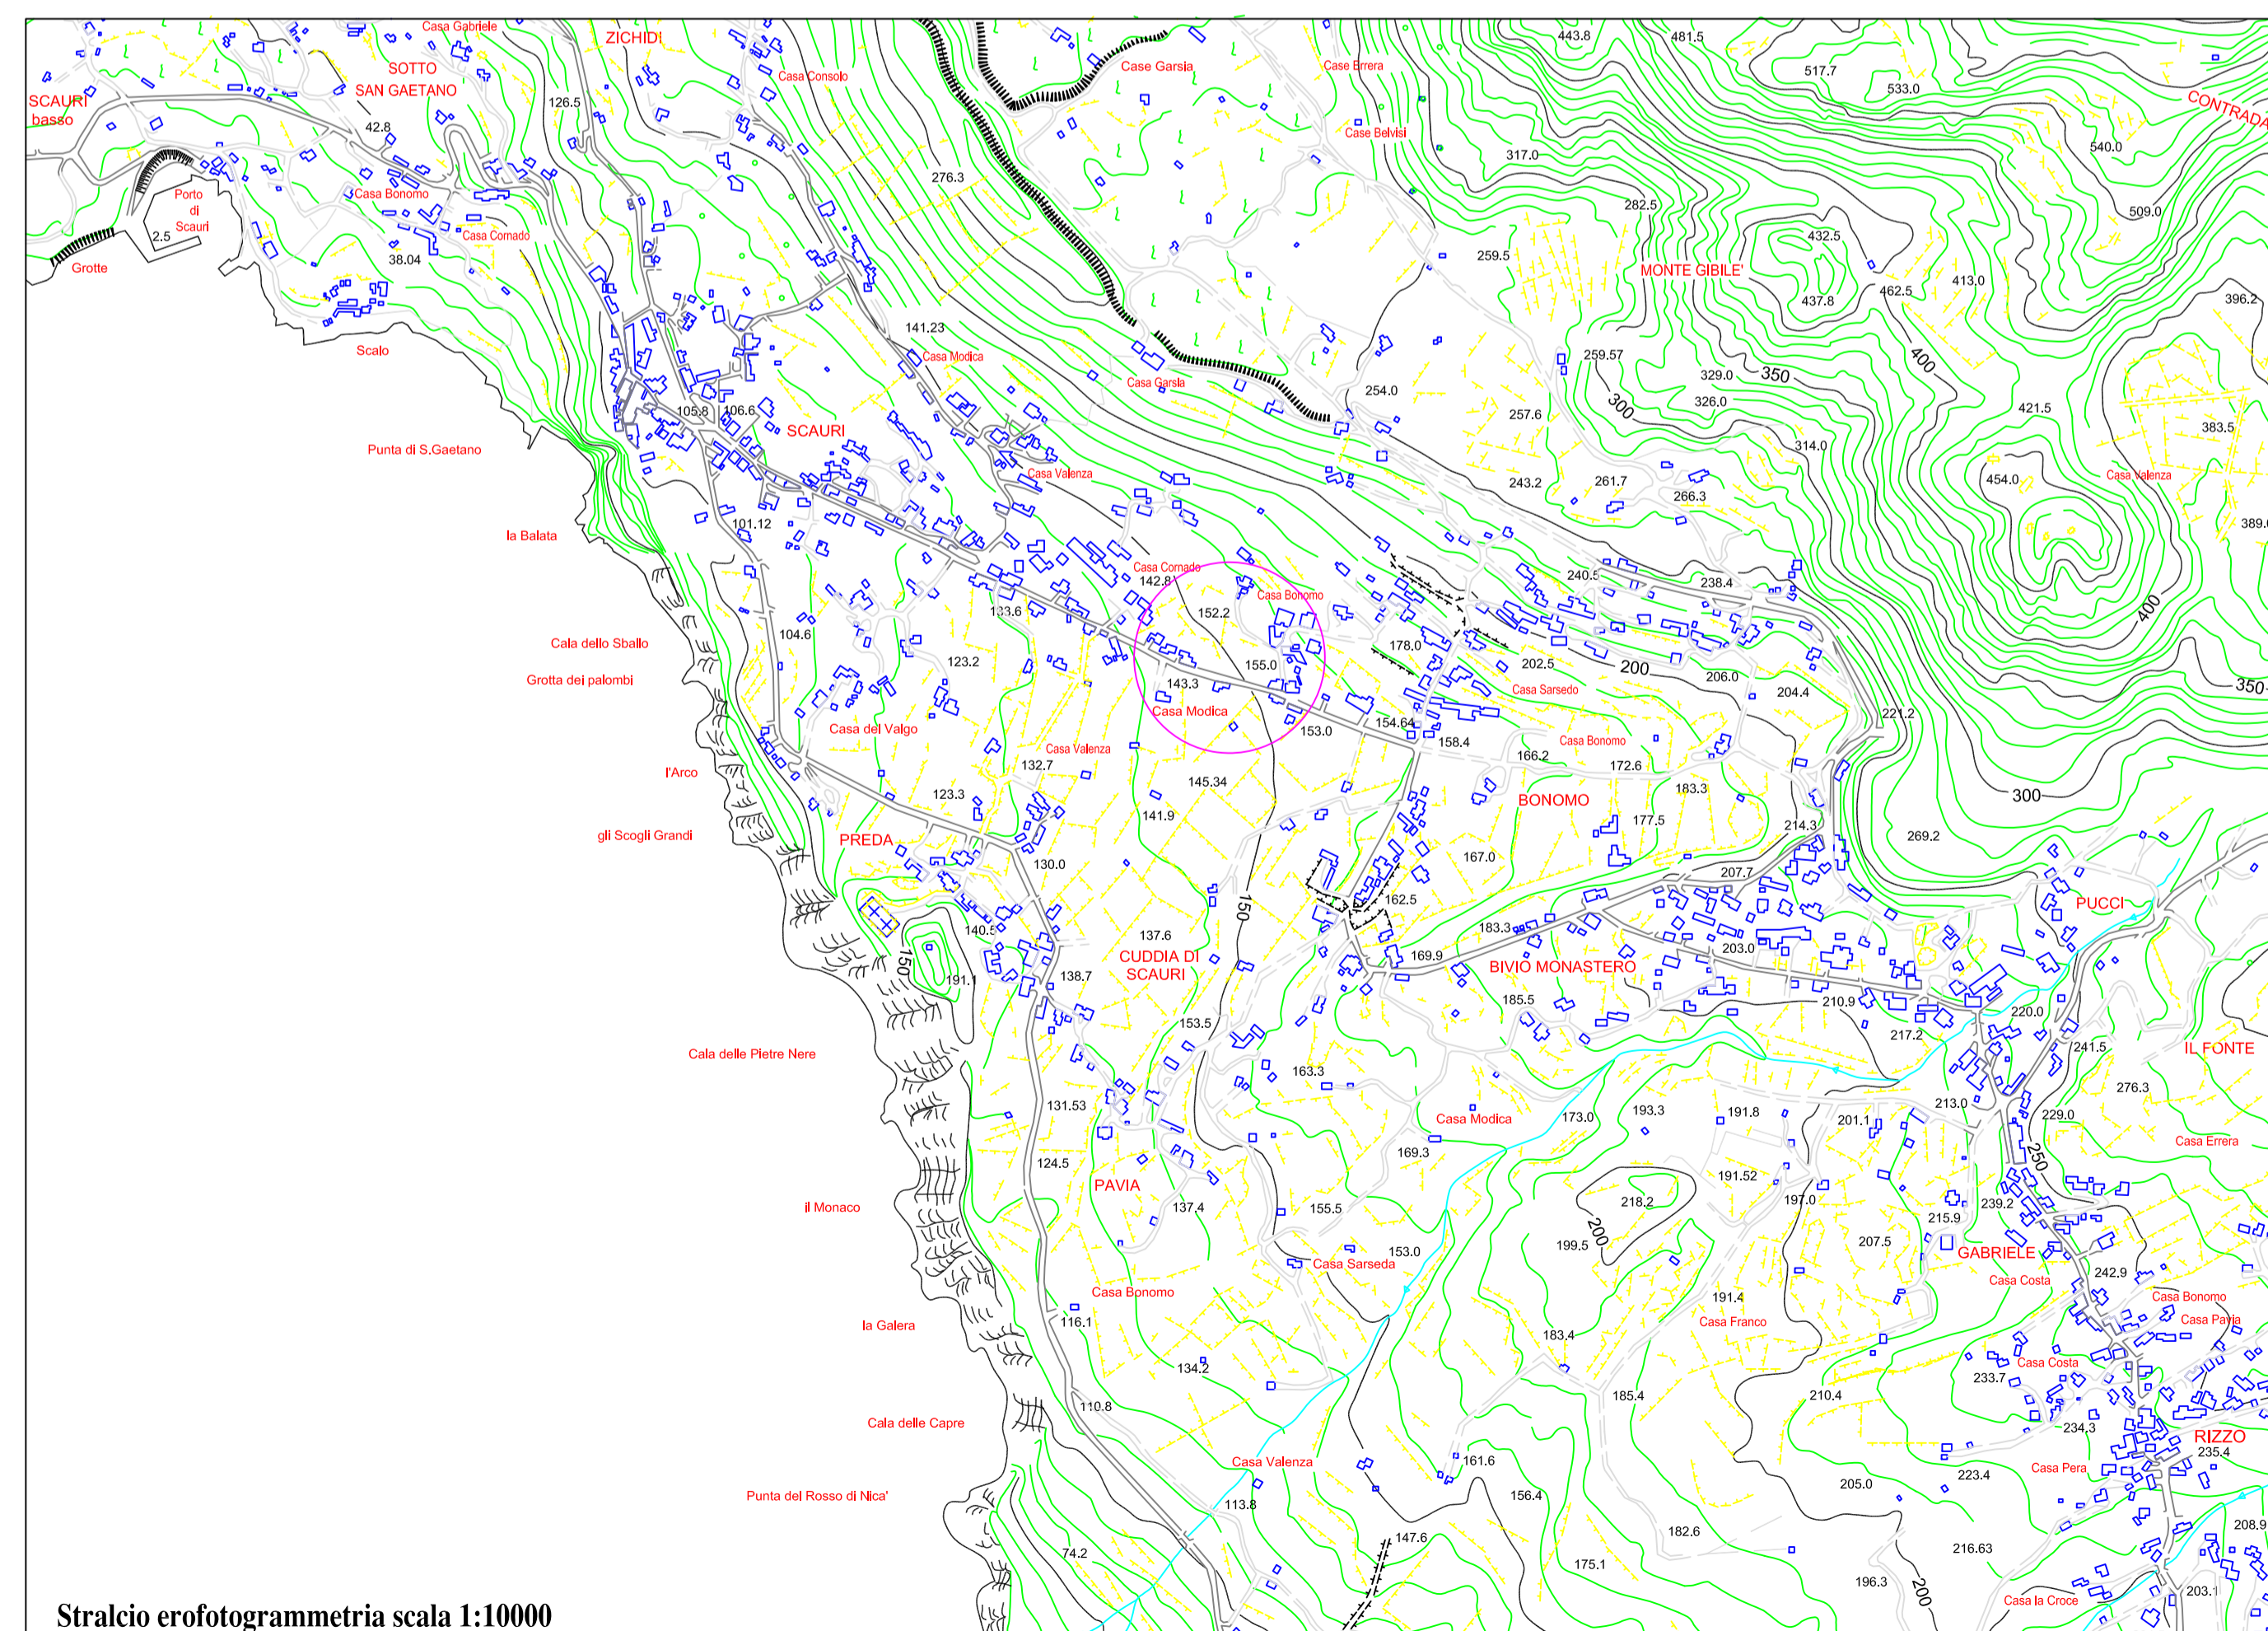 Casa Gabriele
ZICHIDI
443.8
481.5
SOTTO
SAN GAETANO
Casa Consolo
Case Garsia
Case Errera
517.7
533.0
SCAURI
basso
126.5
CONTRADA
42.8
Case Belvisi
540.0
317.0
276.3
Porto
di
Scauri
Casa Bonomo
282.5
509.0
2.5
Casa Cornado
432.5
38.04
259.5
Grotte
MONTE GIBILE'
413.0
462.5
437.8
396.2
141.23
Scalo
Casa Modica
259.57
400
Casa Garsia
329.0
350
254.0
326.0
300
105.8
106.6
257.6
421.5
SCAURI
383.5
Punta di S.Gaetano
314.0
Casa Valenza
Casa Valenza
243.2
261.7
454.0
266.3
101.12
la Balata
Casa Cornado
142.8
240.5
238.4
Casa Bonomo
133.6
152.2
400
104.6
Cala dello Sballo
178.0
123.2
155.0
202.5
200
206.0
Grotta dei palombi
143.3
Casa Sarsedo
204.4
350
Casa Modica
221.2
Casa del Valgo
154.64
153.0
158.4
Casa Bonomo
Casa Valenza
166.2
132.7
172.6
l'Arco
145.34
183.3
123.3
300
BONOMO
141.9
177.5
214.3
gli Scogli Grandi
PREDA
269.2
130.0
167.0
207.7
162.5
150
PUCCI
140.5
183.3
137.6
203.0
CUDDIA DI
SCAURI
169.9
BIVIO MONASTERO
150
138.7
191.1
185.5
210.9
220.0
153.5
217.2
Cala delle Pietre Nere
241.5
IL FONTE
163.3
276.3
131.53
193.3
191.8
213.0
Casa Modica
173.0
201.1
229.0
Casa Errera
169.3
124.5
250
191.52
PAVIA
197.0
218.2
137.4
155.5
239.2
il Monaco
215.9
200
199.5
207.5
153.0
GABRIELE
Casa Sarseda
242.9
Casa Costa
Casa Bonomo
191.4
Casa Bonomo
116.1
Casa Franco
Casa Pavia
la Galera
183.4
Casa Costa
134.2
233.7
185.4
210.4
110.8
Cala delle Capre
234.3
RIZZO
235.4
Casa Valenza
161.6
Casa Pera
223.4
205.0
Punta del Rosso di Nica'
156.4
113.8
208.9
182.6
147.6
216.63
74.2
175.1
196.3
200
203.1
Casa la Croce
Stralcio erofotogrammetria scala 1:10000